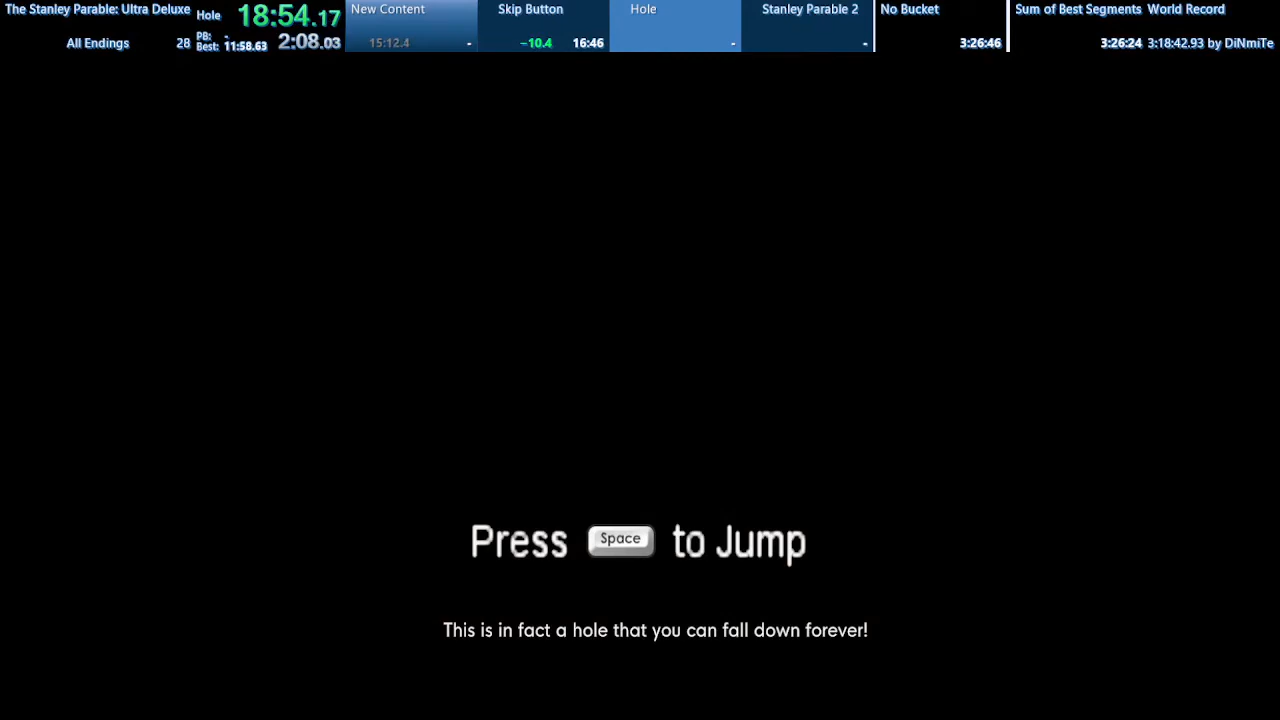 The Stanley Parable: Ultra Deluxe
All Endings 28
Hole 18:54.17
PB: -
Best: 11:58.63 2:08.03
New Content
15:12.4 -
Skip Button
−10.4 16:46
Hole
-
Stanley Parable 2
-
No Bucket
3:26:46
Sum of Best Segments World Record
3:26:24 3:18:42.93 by DiNmiTe
Press Space to Jump
This is in fact a hole that you can fall down forever!